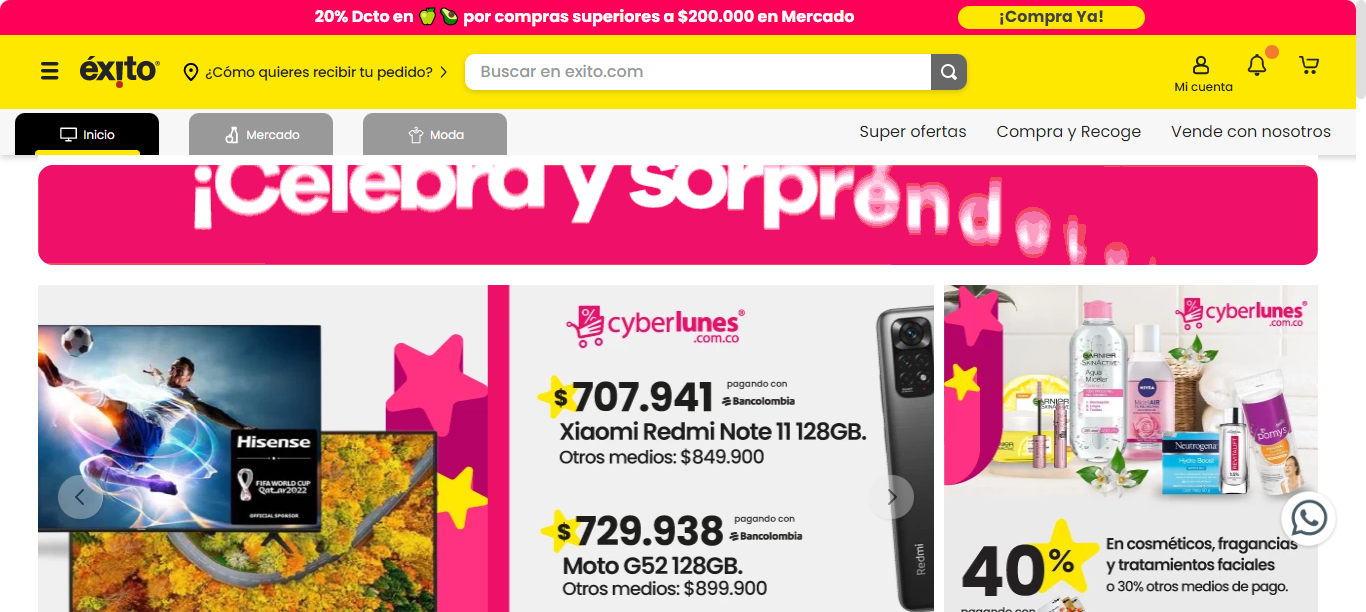 20% Dcto en por compras superiores a $200.000 en Mercado
¡Compra Ya!
éxito
¿Cómo quieres recibir tu pedido?
Buscar en exito.com
Mi cuenta
Inicio
Mercado
Moda
Super ofertas
Compra y Recoge
Vende con nosotros
¡Celebra y sorprend
Hisense
FIFA WORLD CUP
Qatar2022
OFFICIAL SPONSOR
cyberlunes®
.com.co
$707.941
pagando con
Bancolombia
Xiaomi Redmi Note 11 128GB.
Otros medios: $849.900
$729.938
pagando con
Bancolombia
Moto G52 128GB.
Otros medios: $899.900
Redmi
cyberlunes®
.com.co
GARNIER
SKINACTIVE
Agua
Micelar
GARNIER
SKINACTIVE
NIVEA
MicellAIR
Neutrogena
Hydro Boost
REVITALIFT
pomys
40%
En cosméticos, fragancias
y tratamientos faciales
o 30% otros medios de pago.
pagando con